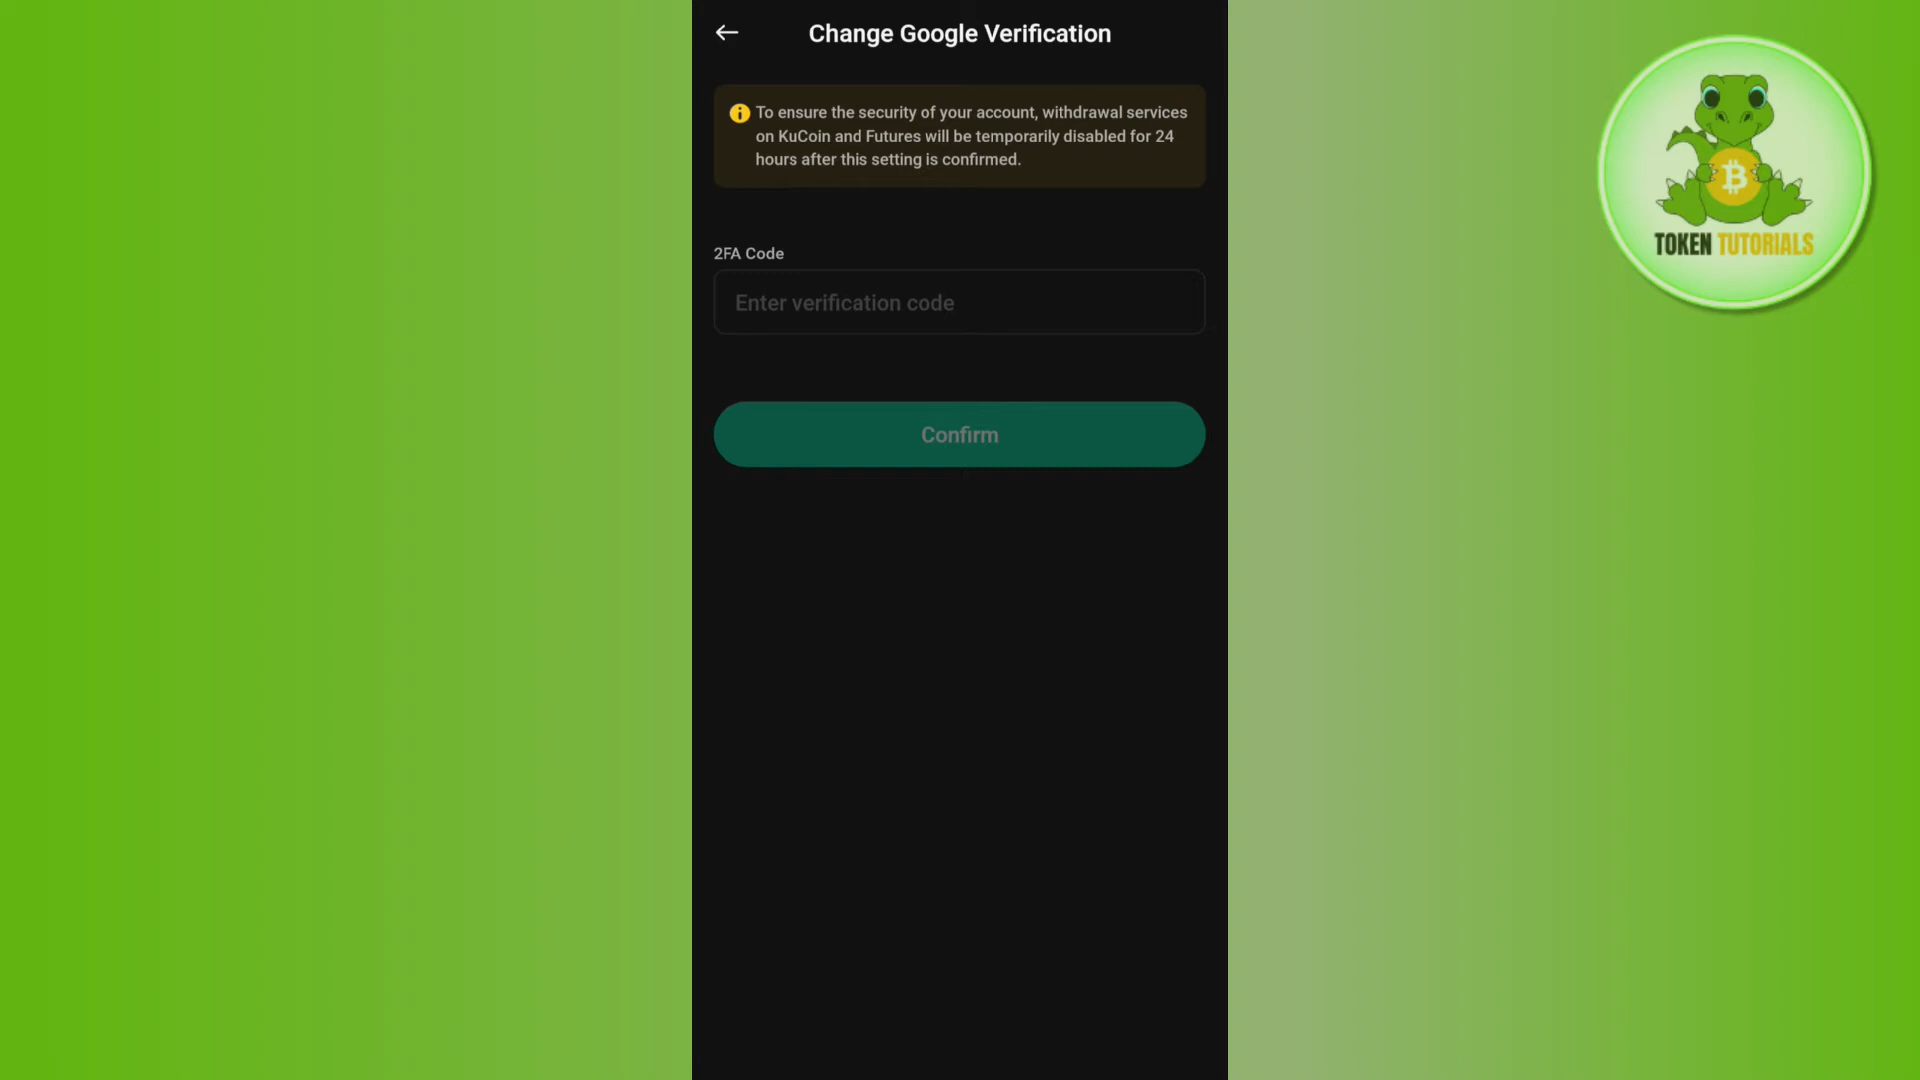 Change Google Verification
To ensure the security of your account, withdrawal services
on KuCoin and Futures will be temporarily disabled for 24
hours after this setting is confirmed.
2FA Code
Enter verification code
Confirm
TOKEN TUTORIALS